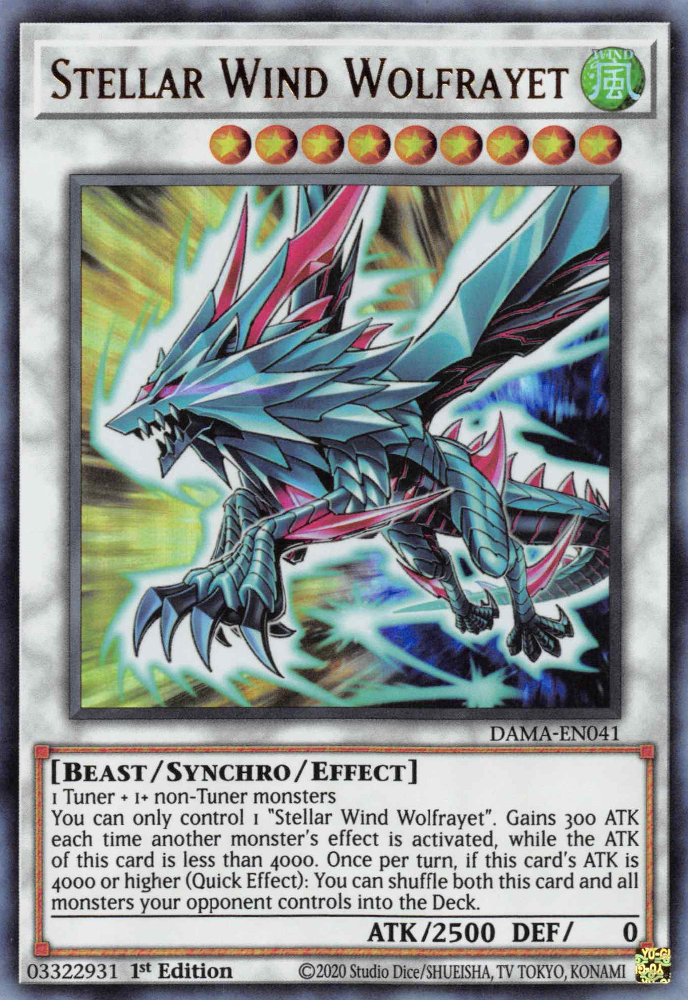 Stellar Wind Wolfrayet
WIND
風
DAMA-EN041
[Beast/Synchro/Effect]
1 Tuner + 1+ non-Tuner monsters
You can only control 1 "Stellar Wind Wolfrayet". Gains 300 ATK
each time another monster's effect is activated, while the ATK
of this card is less than 4000. Once per turn, if this card's ATK is
4000 or higher (Quick Effect): You can shuffle both this card and all
monsters your opponent controls into the Deck.
ATK/2500 DEF/ 0
03322931 1st Edition
©2020 Studio Dice/SHUEISHA, TV TOKYO, KONAMI